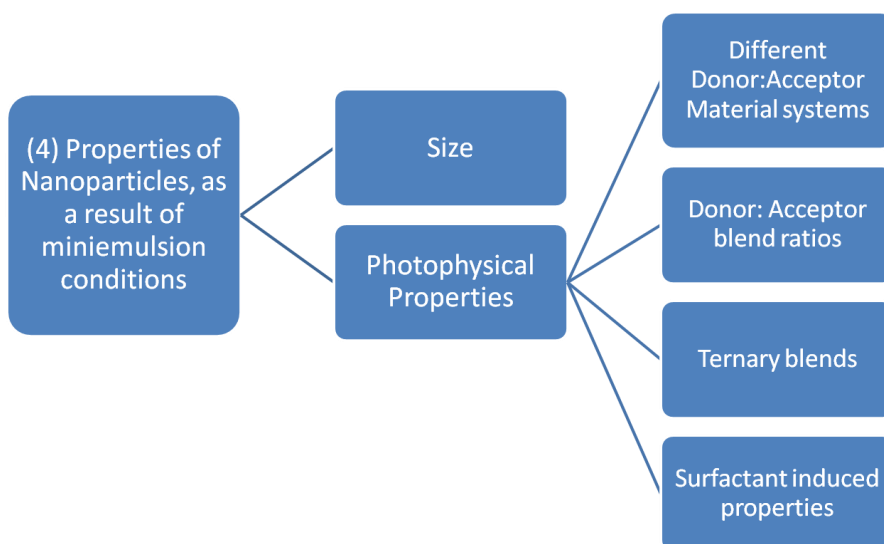 (4) Properties of
Nanoparticles, as
a result of
miniemulsion
conditions
Size
Photophysical
Properties
Different
Donor:Acceptor
Material systems
Donor: Acceptor
blend ratios
Ternary blends
Surfactant induced
properties